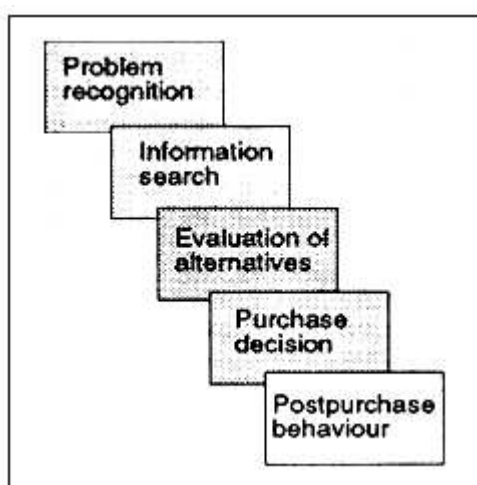 Problem
recognition
Information
search
Evaluation of
alternatives
Purchase
decision
Postpurchase
behaviour